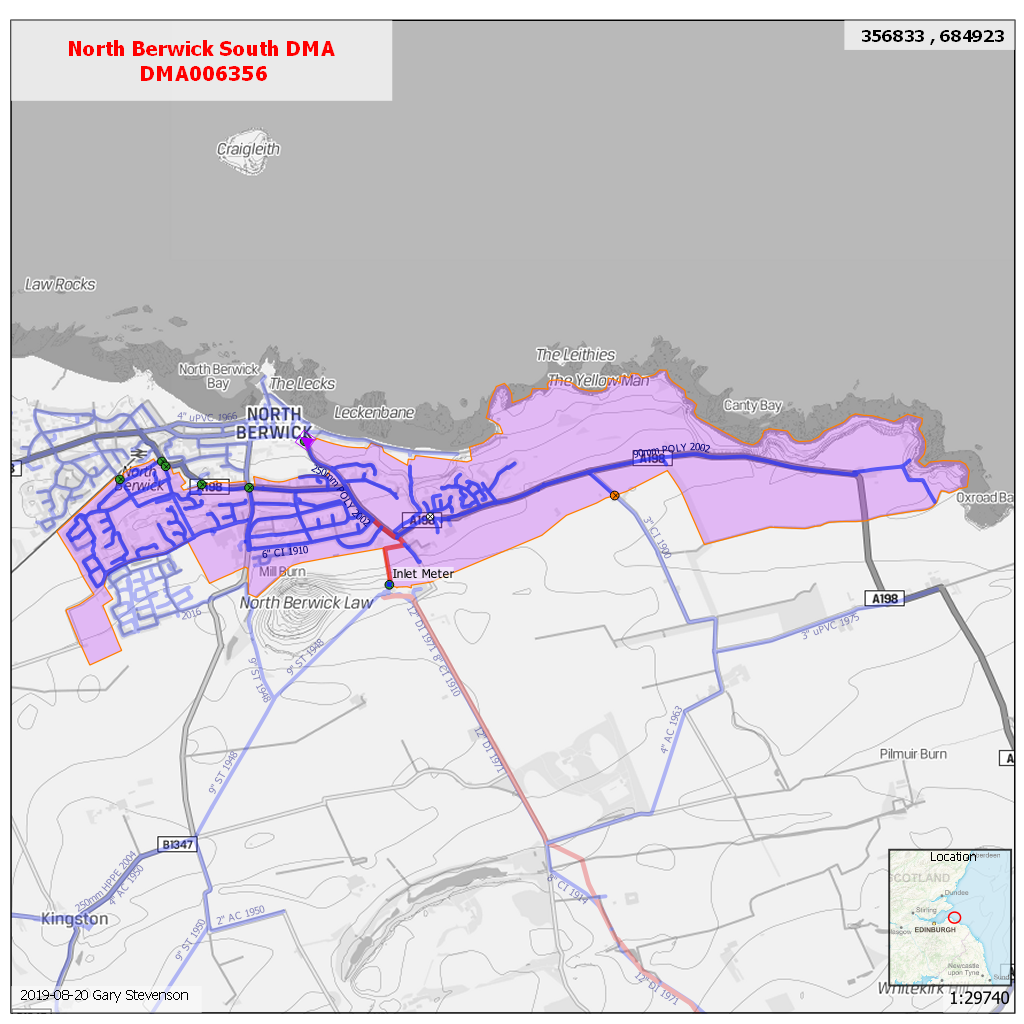 North Berwick South DMA
DMA006356
356833 , 684923
Craigleith
Law Rocks
The Leithies
North Berwick
Bay
The Lecks
The Yellow Man
Leckenbane
Canty Bay
4" uPVC 1966
NORTH
BERWICK
90mm POLY 2002
A198
North
Berwick
A198
250mm POLY 2002
Oxroad Ba
A198
3" CI 1900
6" CI 1910
Mill Burn
Inlet Meter
North Berwick Law
A198
2016
3" uPVC 1975
12" DI 1971
8" CI 1910
9" ST 1948
9" ST 1948
4" AC 1963
12" DI 1971
9" ST 1948
Pilmuir Burn
B1347
250mm HPPE 2004
4" AC 1950
6" CI 1914
Kingston
2" AC 1950
9" ST 1950
12" DI 1971
Location
SCOTLAND
Dundee
Stirling
EDINBURGH
Newcastle
upon Tyne
Whitekirk Hill
2019-08-20 Gary Stevenson
1:29740